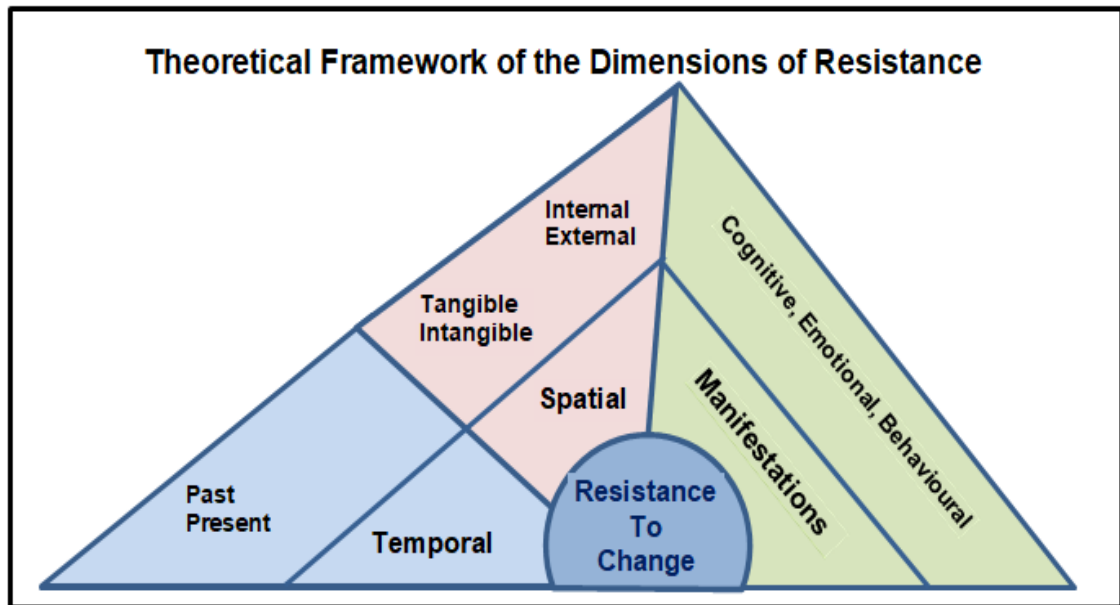 Theoretical Framework of the Dimensions of Resistance
Internal
External
Tangible
Intangible
Spatial
Past
Present
Temporal
Resistance
To
Change
Manifestations
Cognitive, Emotional, Behavioural